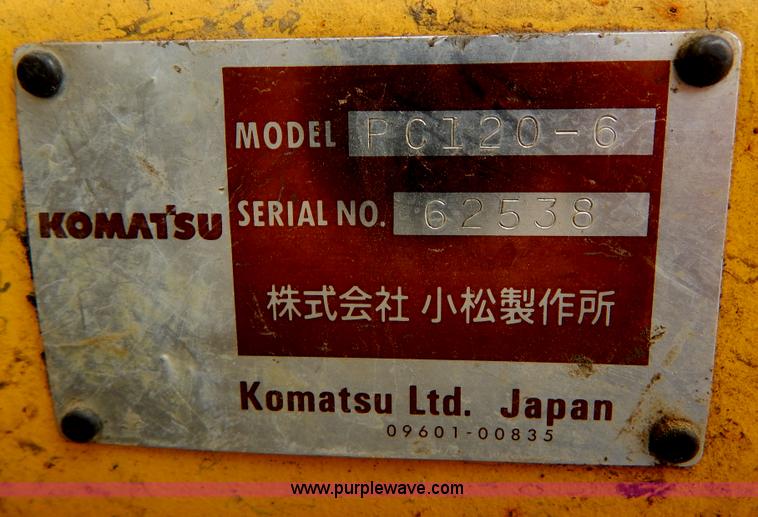 MODEL PC120-6
KOMATSU
SERIAL NO. 62538
株式会社 小松製作所
Komatsu Ltd. Japan
09601-00835
www.purplewave.com